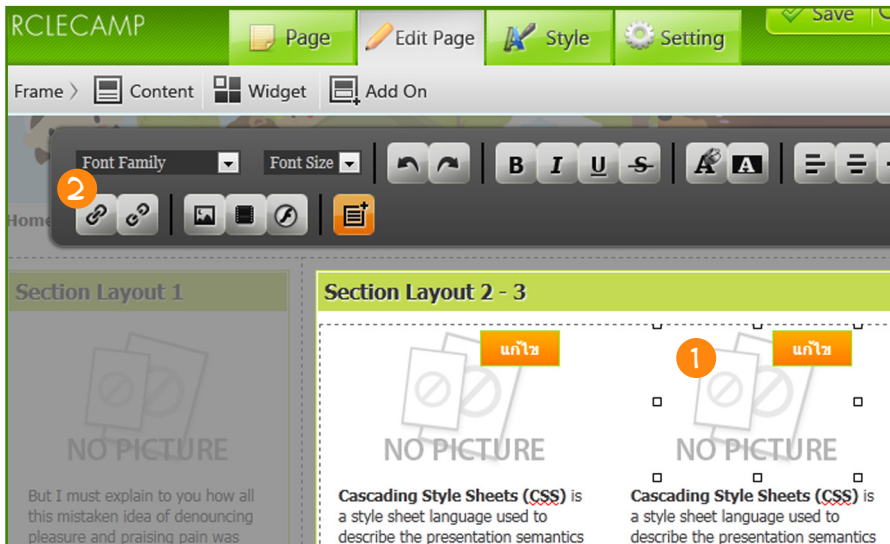 RCLECAMP
Page
Edit Page
Style
Setting
Save
Frame
Content
Widget
Add On
Font Family
Font Size
B I U S A A
2
Home
Section Layout 1
Section Layout 2 - 3
แก้ไข
1
แก้ไข
NO PICTURE
NO PICTURE
NO PICTURE
But I must explain to you how all
this mistaken idea of denouncing
pleasure and praising pain was
Cascading Style Sheets (CSS) is
a style sheet language used to
describe the presentation semantics
Cascading Style Sheets (CSS) is
a style sheet language used to
describe the presentation semantics